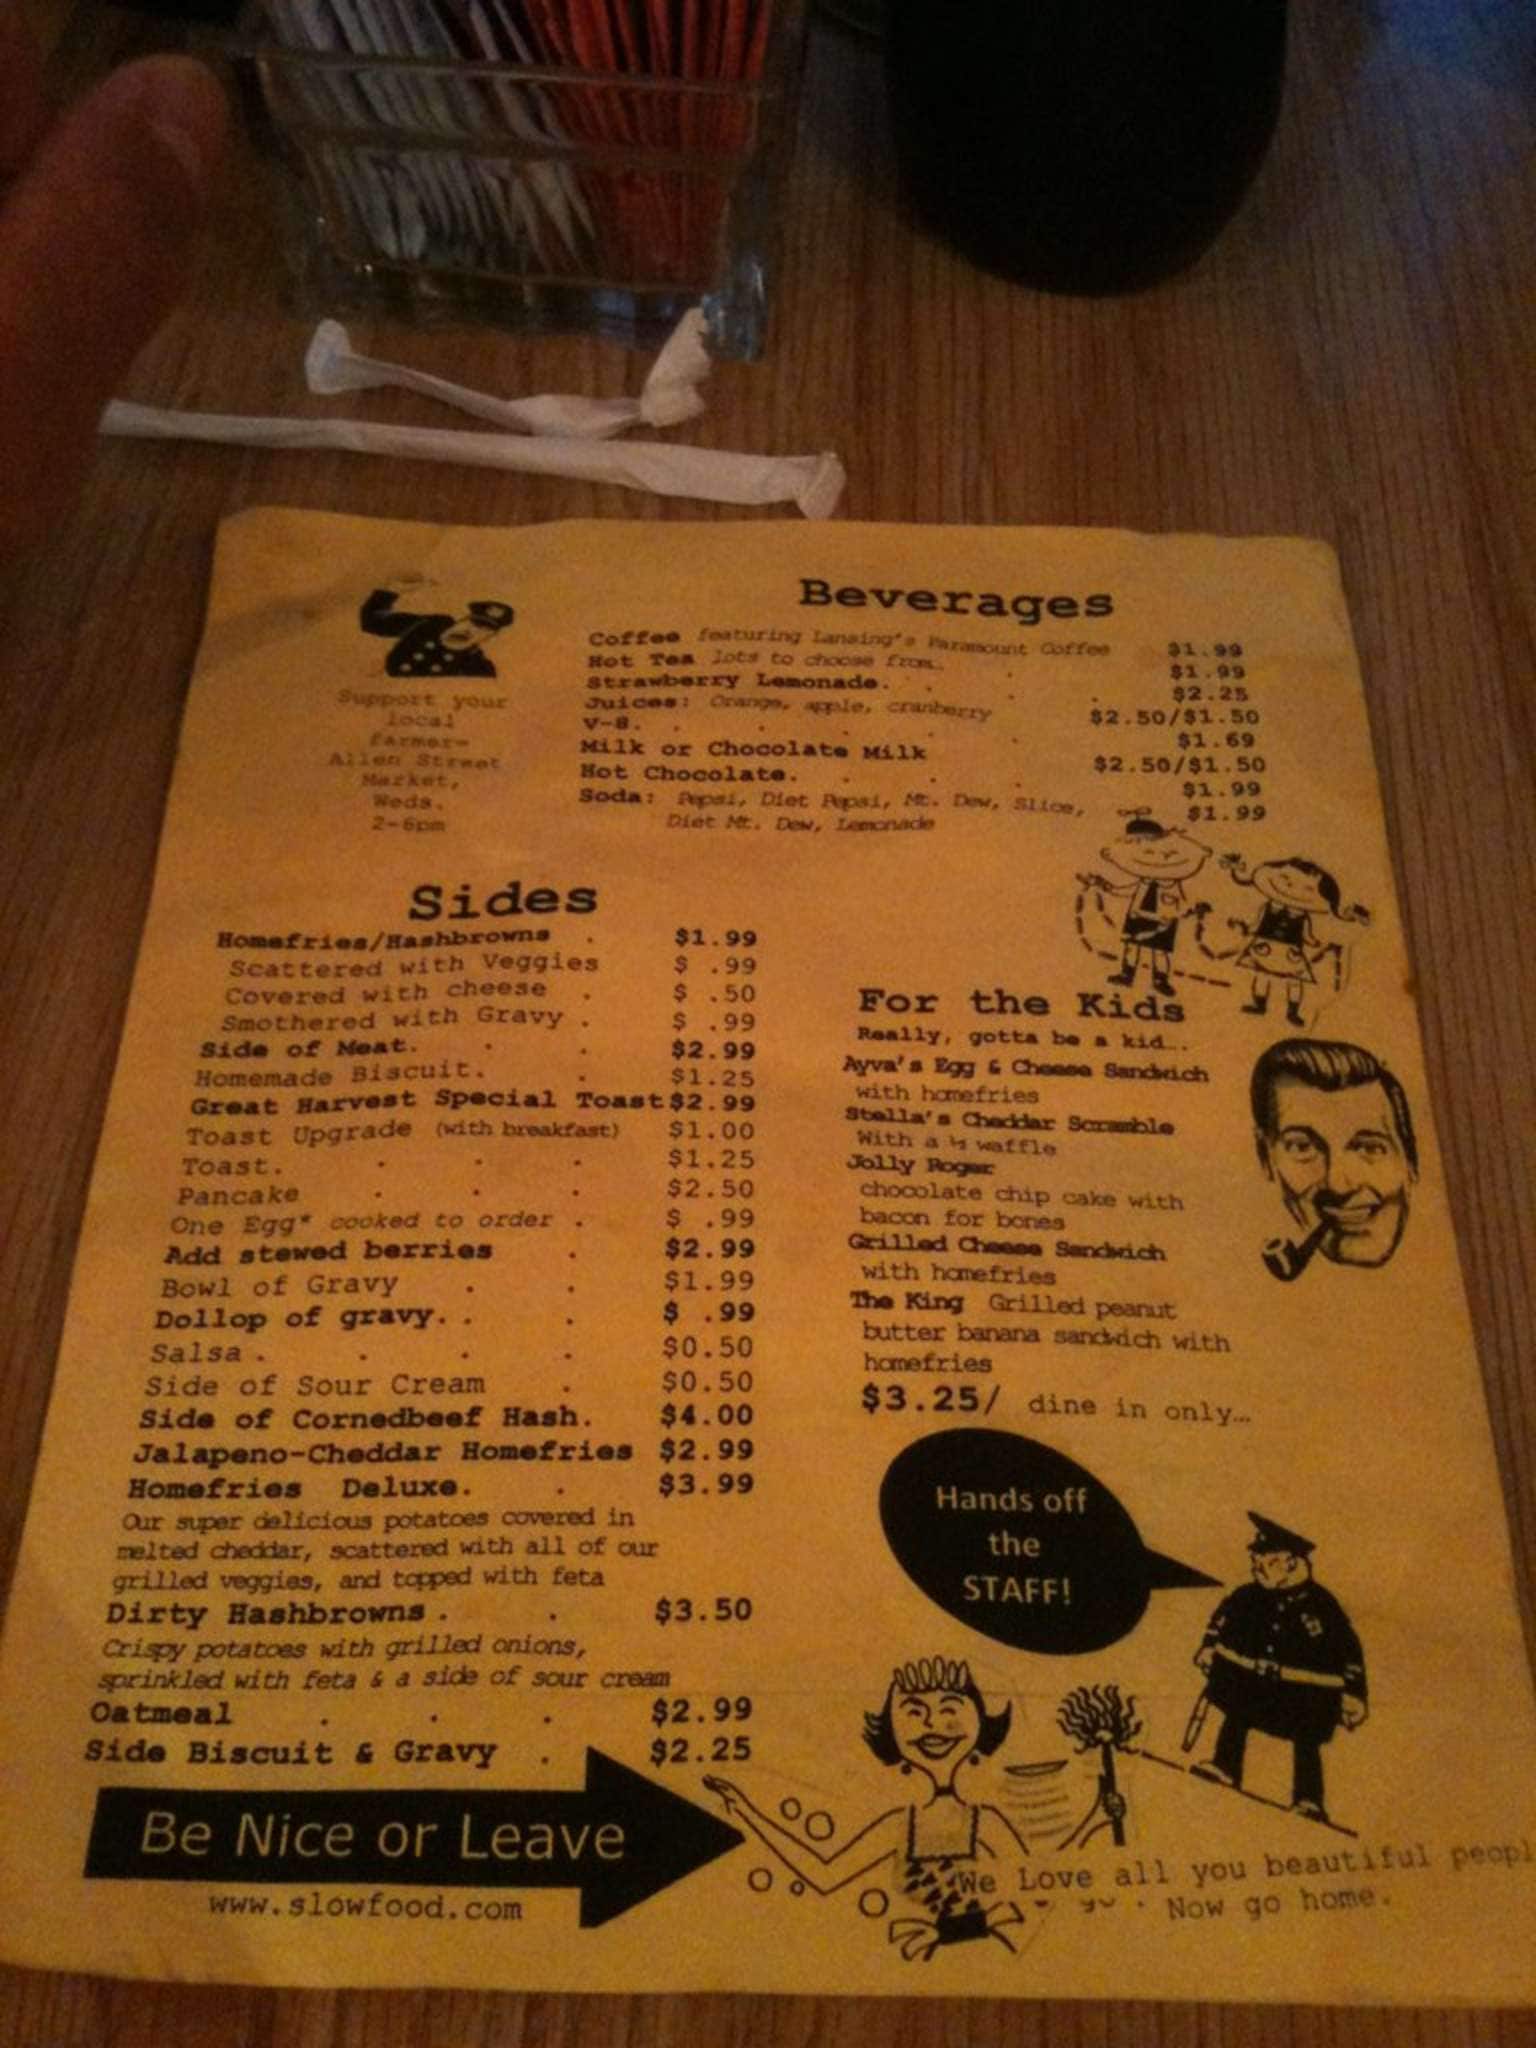 Beverages
Coffee featuring Lansing's Paramount Coffee $1.99
Hot Tea lots to choose from… . $1.99
Strawberry Lemonade. . . . $2.25
Juices: Orange, apple, cranberry $2.50/$1.50
V-8. . . . . . $1.69
Milk or Chocolate Milk $2.50/$1.50
Hot Chocolate. . . . $1.99
Soda: Pepsi, Diet Pepsi, Mt. Dew, Slice, $1.99
Diet Mt. Dew, Lemonade
Support your
local
farmer-
Allen Street
Market,
Weds.
2-6pm
Sides
Homefries/Hashbrowns . $1.99
Scattered with Veggies $ .99
Covered with cheese . $ .50
Smothered with Gravy . $ .99
Side of Meat. . . $2.99
Homemade Biscuit. . $1.25
Great Harvest Special Toast $2.99
Toast Upgrade (with breakfast) $1.00
Toast. . . . $1.25
Pancake . . . $2.50
One Egg* cooked to order . $ .99
Add stewed berries . $2.99
Bowl of Gravy . . $1.99
Dollop of gravy. . . $ .99
Salsa . . . . $0.50
Side of Sour Cream . $0.50
Side of Cornedbeef Hash. $4.00
Jalapeno-Cheddar Homefries $2.99
Homefries Deluxe. . $3.99
Our super delicious potatoes covered in
melted cheddar, scattered with all of our
grilled veggies, and topped with feta
Dirty Hashbrowns . . $3.50
Crispy potatoes with grilled onions,
sprinkled with feta & a side of sour cream
Oatmeal . . . $2.99
Side Biscuit & Gravy . $2.25
Be Nice or Leave
www.slowfood.com
For the Kids
Really, gotta be a kid…
Ayva's Egg & Cheese Sandwich
with homefries
Stella's Cheddar Scramble
With a ½ waffle
Jolly Roger
chocolate chip cake with
bacon for bones
Grilled Cheese Sandwich
with homefries
The King Grilled peanut
butter banana sandwich with
homefries
$3.25/ dine in only…
Hands off
the
STAFF!
We Love all you beautiful peopl
Now go home.